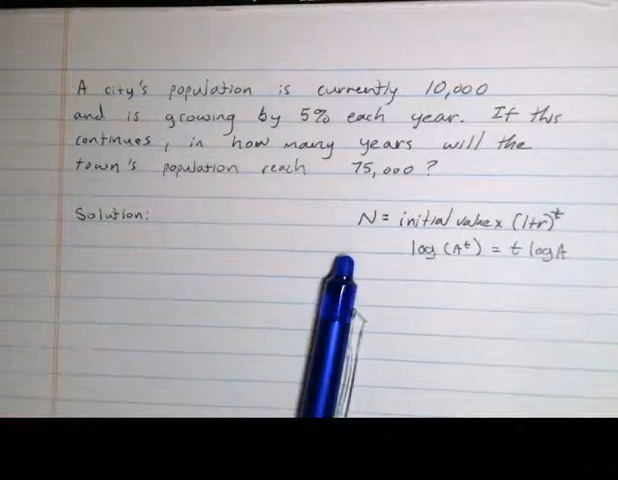 A city's population is currently 10,000
and is growing by 5% each year. If this
continues, in how many years will the
town's population reach 75,000?
Solution:
N = initial value x (1+r)^t
log (A^t) = t log A